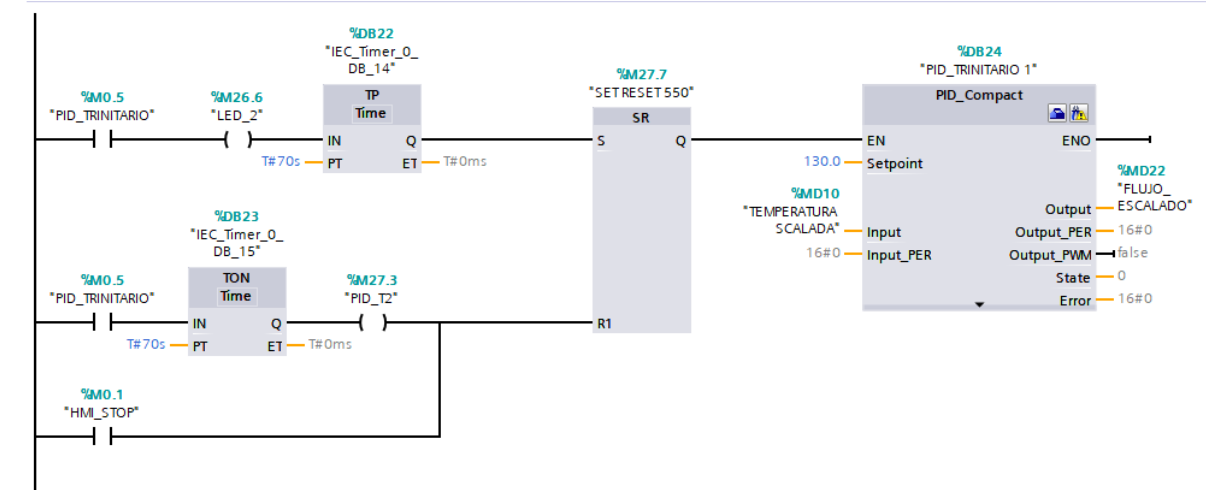 %DB22
"IEC_Timer_0_
DB_14"
%DB24
"PID_TRINITARIO 1"
%M0.5
"PID_TRINITARIO"
%M26.6
"LED_2"
TP
Time
IN Q
T#70s PT ET T#0ms
%M27.7
"SET RESET 550"
SR
S Q
R1
PID_Compact
EN ENO
130.0 Setpoint
%MD10
"TEMPERATURA
SCALADA" Input
16#0 Input_PER
%MD22
"FLUJO_
Output ESCALADO"
Output_PER 16#0
Output_PWM false
State 0
Error 16#0
%DB23
"IEC_Timer_0_
DB_15"
%M0.5
"PID_TRINITARIO"
TON
Time
IN Q
T#70s PT ET T#0ms
%M27.3
"PID_T2"
%M0.1
"HMI_STOP"